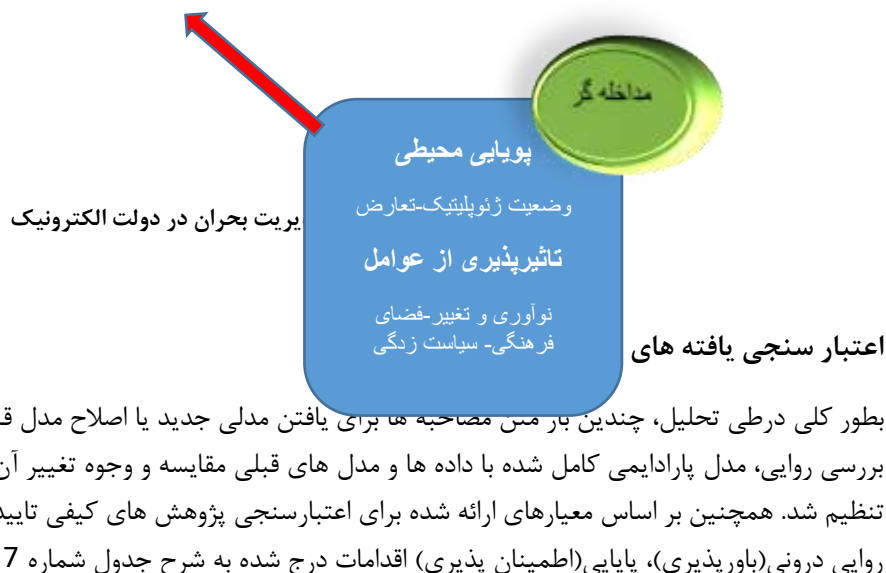 مداخله گر
پویایی محیطی
وضعیت ژئوپلیتیک-تعارض
تاثیرپذیری از عوامل
نوآوری و تغییر-فضای
فرهنگی- سیاست زدگی
یریت بحران در دولت الکترونیک
اعتبار سنجی یافته های
بطور کلی درطی تحلیل، چندین بار متن مصاحبه ها برای یافتن مدلی جدید یا اصلاح مدل ق
بررسی روایی، مدل پارادایمی کامل شده با داده ها و مدل های قبلی مقایسه و وجوه تغییر آن
تنظیم شد. همچنین بر اساس معیارهای ارائه شده برای اعتبارسنجی پژوهش های کیفی تایید
روایی درونی(باورپذیری)، پایایی(اطمینان پذیری) اقدامات درج شده به شرح جدول شماره 7